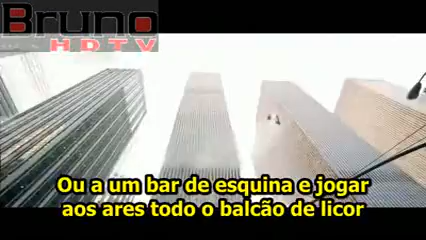 Bruno
HDTV
Ou a um bar de esquina e jogar
aos ares todo o balcão de licor